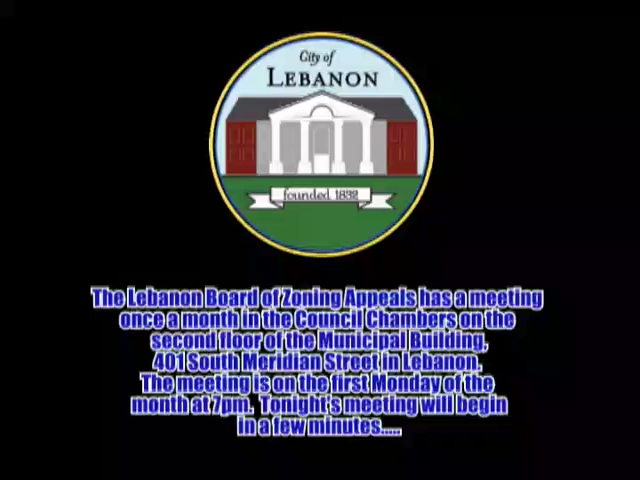 City of
LEBANON
founded 1832
The Lebanon Board of Zoning Appeals has a meeting
once a month in the Council Chambers on the
second floor of the Municipal Building,
401 South Meridian Street in Lebanon.
The meeting is on the first Monday of the
month at 7pm. Tonight's meeting will begin
in a few minutes.....